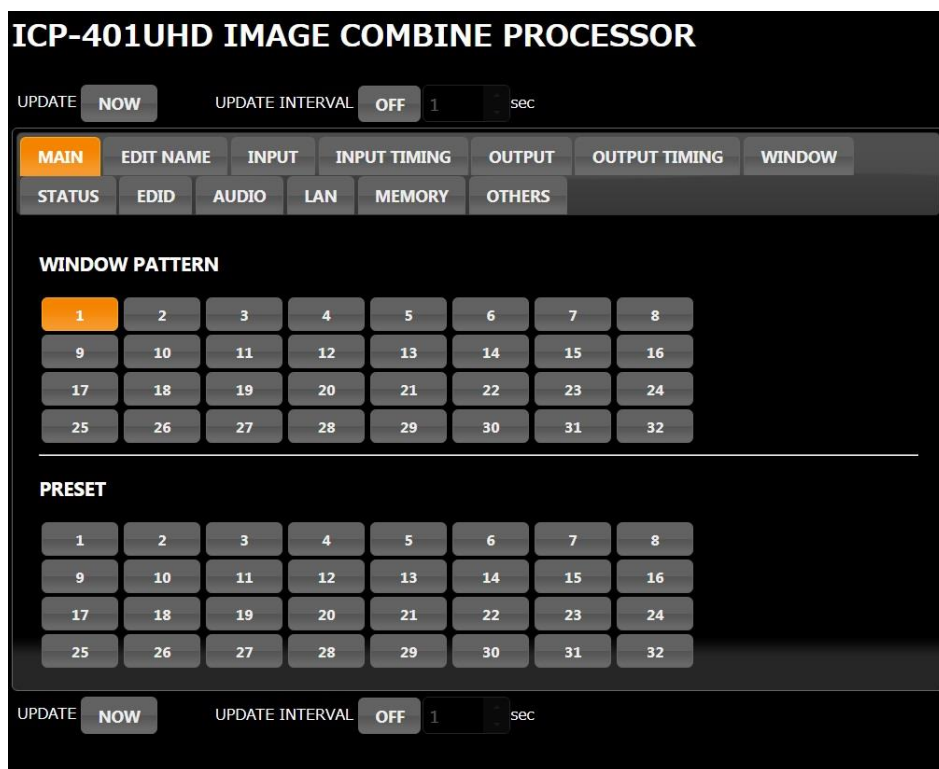 ICP-401UHD IMAGE COMBINE PROCESSOR
UPDATE NOW UPDATE INTERVAL OFF 1 sec
MAIN EDIT NAME INPUT INPUT TIMING OUTPUT OUTPUT TIMING WINDOW
STATUS EDID AUDIO LAN MEMORY OTHERS
WINDOW PATTERN
1 2 3 4 5 6 7 8
9 10 11 12 13 14 15 16
17 18 19 20 21 22 23 24
25 26 27 28 29 30 31 32
PRESET
1 2 3 4 5 6 7 8
9 10 11 12 13 14 15 16
17 18 19 20 21 22 23 24
25 26 27 28 29 30 31 32
UPDATE NOW UPDATE INTERVAL OFF 1 sec